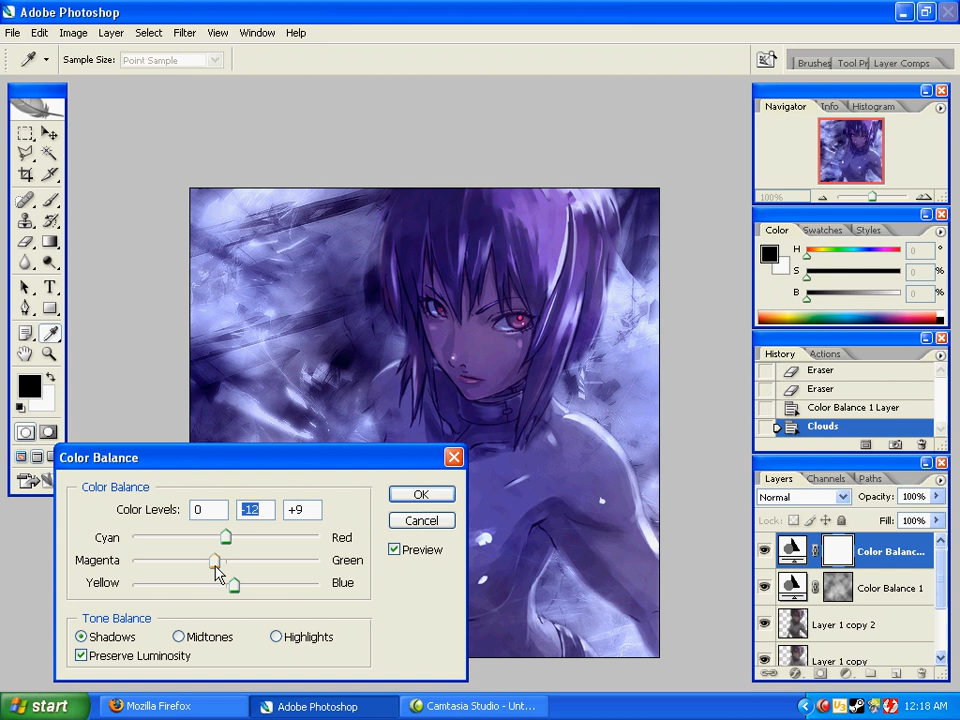 Adobe Photoshop
File Edit Image Layer Select Filter View Window Help
Sample Size: Point Sample
Brushes Tool Pr Layer Comps
Navigator Info Histogram
100%
Color Swatches Styles
H 0 °
S 0 %
B 0 %
History Actions
Eraser
Eraser
Color Balance 1 Layer
Clouds
Layers Channels Paths
Normal Opacity: 100%
Lock: Fill: 100%
Color Balanc...
Color Balance 1
Layer 1 copy 2
Layer 1 copy
Color Balance
Color Balance
Color Levels: 0 -12 +9
Cyan Red
Magenta Green
Yellow Blue
Tone Balance
Shadows Midtones Highlights
Preserve Luminosity
OK
Cancel
Preview
start Mozilla Firefox Adobe Photoshop Camtasia Studio - Unt... 12:18 AM